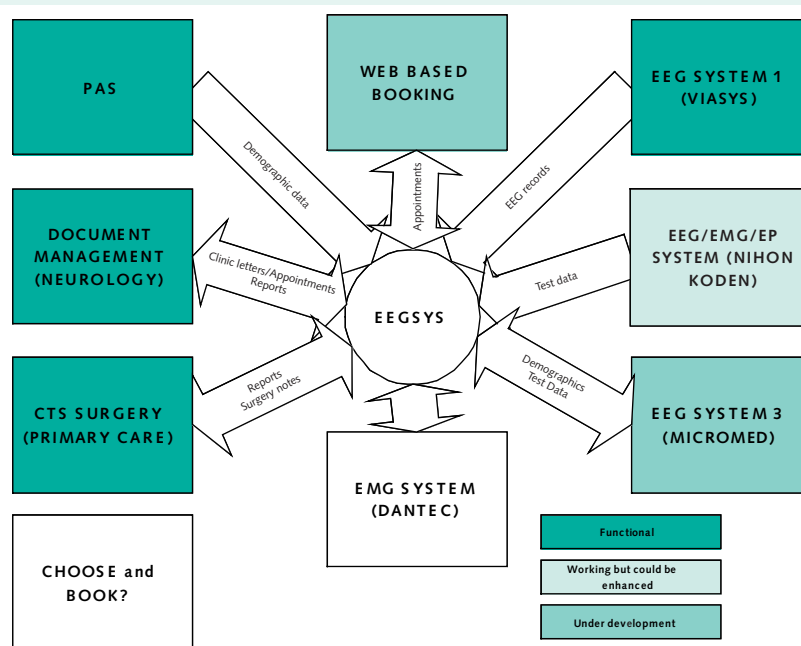 PAS
WEB BASED
BOOKING
EEG SYSTEM 1
(VIASYS)
Demographic data
Appointments
EEG records
DOCUMENT
MANAGEMENT
(NEUROLOGY)
Clinic letters/Appointments
Reports
EEGSYS
Test data
EEG/EMG/EP
SYSTEM (NIHON
KODEN)
CTS SURGERY
(PRIMARY CARE)
Reports
Surgery notes
Demographics
Test Data
EEG SYSTEM 3
(MICROMED)
EMG SYSTEM
(DANTEC)
CHOOSE and
BOOK?
Functional
Working but could be
enhanced
Under development